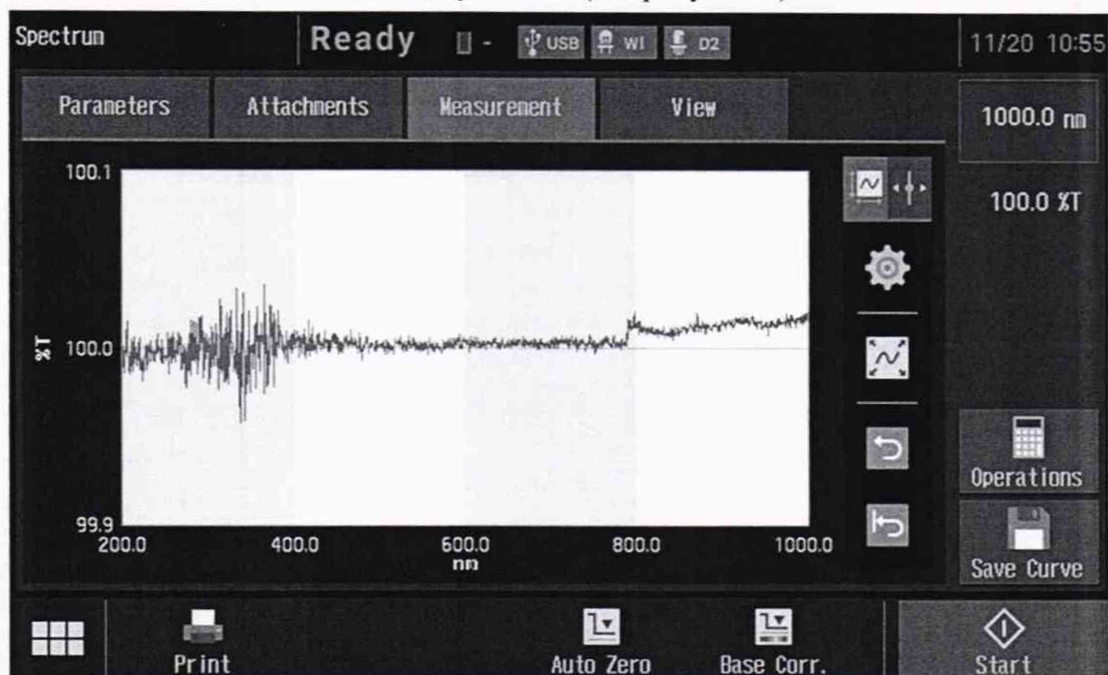 Spectrum
Ready
-
USB
WI
D2
11/20 10:55
Parameters
Attachments
Measurement
View
1000.0 nm
100.0 %T
100.1
100.0
99.9
%T
200.0
400.0
600.0
800.0
1000.0
nm
Operations
Save Curve
Print
Auto Zero
Base Corr.
Start